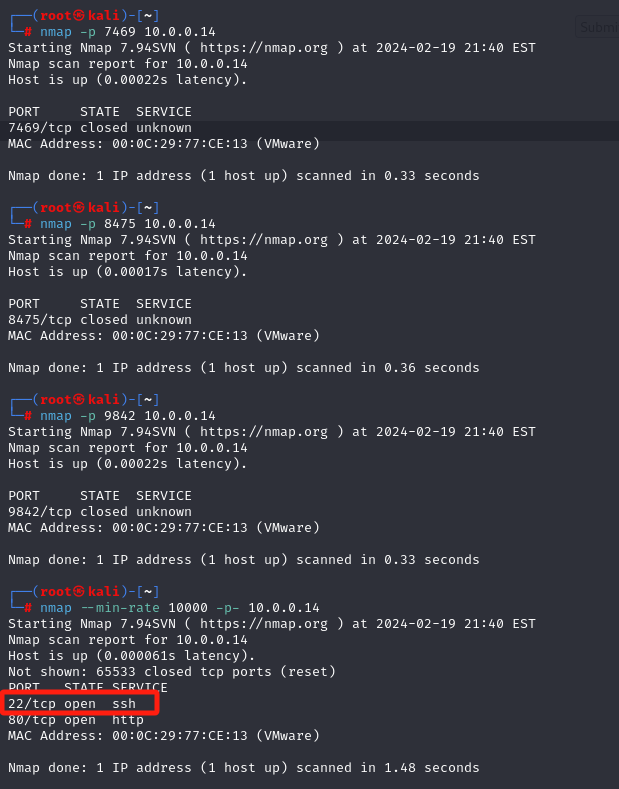 ┌──(root㉿kali)-[~]
└─# nmap -p 7469 10.0.0.14
Starting Nmap 7.94SVN ( https://nmap.org ) at 2024-02-19 21:40 EST
Nmap scan report for 10.0.0.14
Host is up (0.00022s latency).
PORT     STATE  SERVICE
7469/tcp closed unknown
MAC Address: 00:0C:29:77:CE:13 (VMware)
Nmap done: 1 IP address (1 host up) scanned in 0.33 seconds
┌──(root㉿kali)-[~]
└─# nmap -p 8475 10.0.0.14
Starting Nmap 7.94SVN ( https://nmap.org ) at 2024-02-19 21:40 EST
Nmap scan report for 10.0.0.14
Host is up (0.00017s latency).
PORT     STATE  SERVICE
8475/tcp closed unknown
MAC Address: 00:0C:29:77:CE:13 (VMware)
Nmap done: 1 IP address (1 host up) scanned in 0.36 seconds
┌──(root㉿kali)-[~]
└─# nmap -p 9842 10.0.0.14
Starting Nmap 7.94SVN ( https://nmap.org ) at 2024-02-19 21:40 EST
Nmap scan report for 10.0.0.14
Host is up (0.00022s latency).
PORT     STATE  SERVICE
9842/tcp closed unknown
MAC Address: 00:0C:29:77:CE:13 (VMware)
Nmap done: 1 IP address (1 host up) scanned in 0.33 seconds
┌──(root㉿kali)-[~]
└─# nmap --min-rate 10000 -p- 10.0.0.14
Starting Nmap 7.94SVN ( https://nmap.org ) at 2024-02-19 21:40 EST
Nmap scan report for 10.0.0.14
Host is up (0.000061s latency).
Not shown: 65533 closed tcp ports (reset)
PORT   STATE SERVICE
22/tcp open  ssh
80/tcp open  http
MAC Address: 00:0C:29:77:CE:13 (VMware)
Nmap done: 1 IP address (1 host up) scanned in 1.48 seconds